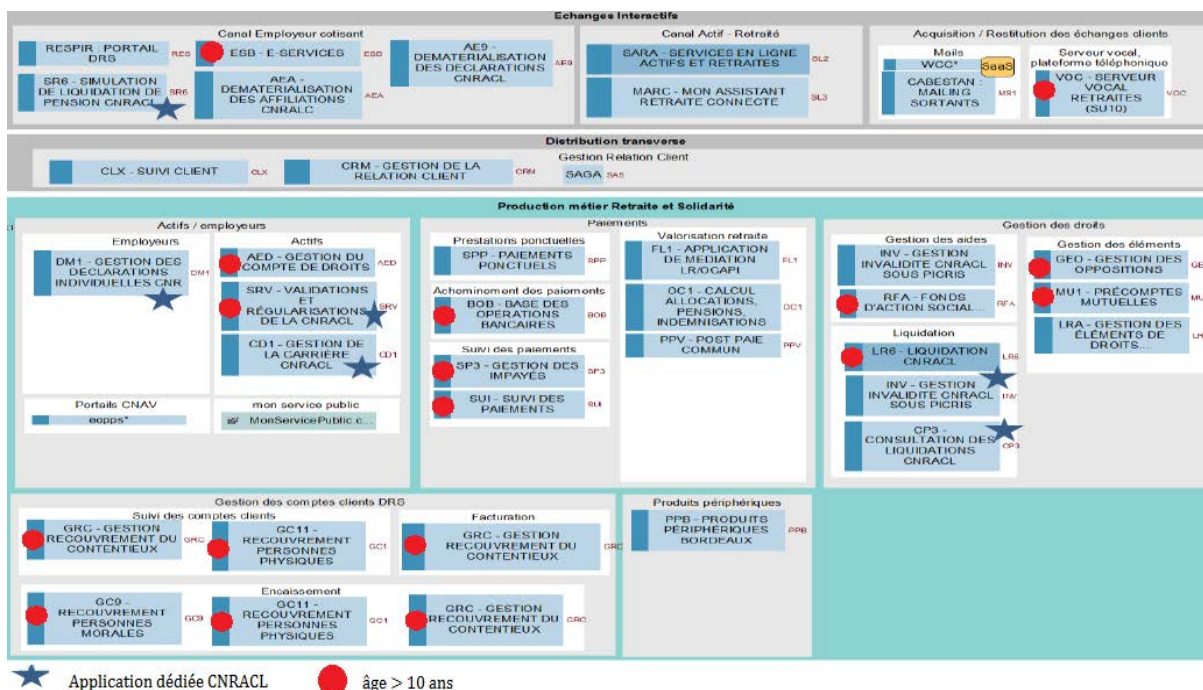 Echanges Interactifs
Canal Employeur cotisant
RESPIR : PORTAIL
DRS
RES
ESB - E-SERVICES
ESB
AE9 -
DEMATERIALISATION
DES DECLARATIONS
CNRACL
AE9
SR6 - SIMULATION
DE LIQUIDATION DE
PENSION CNRACL
SR6
AEA -
DEMATERIALISATION
DES AFFILIATIONS
CNRALC
AEA
Canal Actif - Retraité
SARA - SERVICES EN LIGNE
ACTIFS ET RETRAITES
SL2
MARC - MON ASSISTANT
RETRAITE CONNECTE
SL3
Acquisition / Restitution des échanges clients
Mails
WCC*
SaaS
CABESTAN :
MAILING
SORTANTS
MS1
Serveur vocal,
plateforme téléphonique
VOC - SERVEUR
VOCAL
RETRAITES
(SU10)
VOC
Distribution transverse
Gestion Relation Client
CLX - SUIVI CLIENT
CLX
CRM - GESTION DE LA
RELATION CLIENT
CRM
SAGA
SAS
Production métier Retraite et Solidarité
Actifs / employeurs
Employeurs
DM1 - GESTION DES
DECLARATIONS
INDIVIDUELLES CNR
DM1
Actifs
AED - GESTION DU
COMPTE DE DROITS
AED
SRV - VALIDATIONS
ET
RÉGULARISATIONS
DE LA CNRACL
SRV
CD1 - GESTION DE
LA CARRIÈRE
CNRACL
CD1
Portails CNAV
eopps*
mon service public
MonServicePublic.c...
Paiements
Prestations ponctuelles
SPP - PAIEMENTS
PONCTUELS
SPP
Acheminement des paiements
BOB - BASE DES
OPERATIONS
BANCAIRES
BOB
Suivi des paiements
SP3 - GESTION DES
IMPAYÉS
SP3
SUI - SUIVI DES
PAIEMENTS
SUI
Valorisation retraite
FL1 - APPLICATION
DE MEDIATION
LR/OCAPI
FL1
OC1 - CALCUL
ALLOCATIONS,
PENSIONS,
INDEMNISATIONS
OC1
PPV - POST PAIE
COMMUN
PPV
Gestion des droits
Gestion des aides
INV - GESTION
INVALIDITE CNRACL
SOUS PICRIS
INV
RFA - FONDS
D'ACTION SOCIAL...
RFA
Liquidation
LR6 - LIQUIDATION
CNRACL
LR6
INV - GESTION
INVALIDITE CNRACL
SOUS PICRIS
INV
CP3 -
CONSULTATION DES
LIQUIDATIONS
CNRACL
CP3
Gestion des éléments
GEO - GESTION DES
OPPOSITIONS
MU1 - PRÉCOMPTES
MUTUELLES
LRA - GESTION DES
ÉLÉMENTS DE
DROITS...
Gestion des comptes clients DRS
Suivi des comptes clients
GRC - GESTION
RECOUVREMENT DU
CONTENTIEUX
GRC
GC11 -
RECOUVREMENT
PERSONNES
PHYSIQUES
GC1
Facturation
GRC - GESTION
RECOUVREMENT DU
CONTENTIEUX
GRC
Encaissement
GC9 -
RECOUVREMENT
PERSONNES
MORALES
GC9
GC11 -
RECOUVREMENT
PERSONNES
PHYSIQUES
GC1
GRC - GESTION
RECOUVREMENT DU
CONTENTIEUX
GRC
Produits périphériques
PPB - PRODUITS
PÉRIPHÉRIQUES
BORDEAUX
PPB
Application dédiée CNRACL
âge > 10 ans